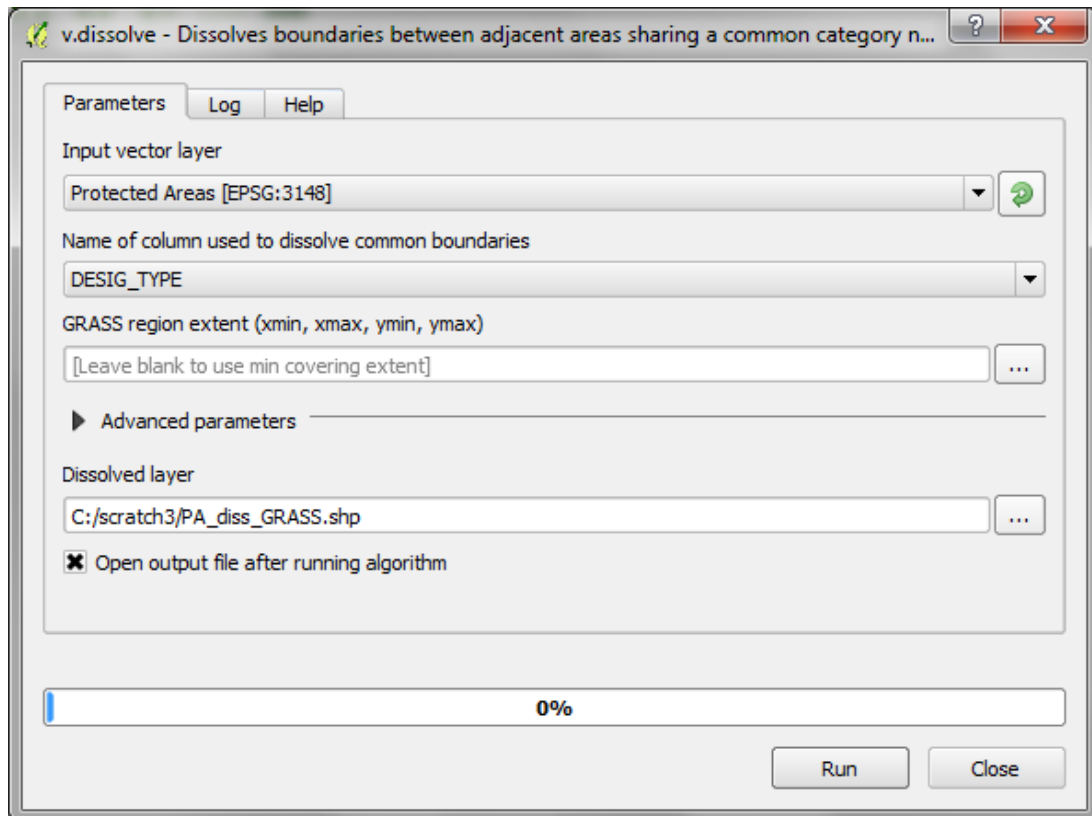 v.dissolve - Dissolves boundaries between adjacent areas sharing a common category n...
? X
Parameters Log Help
Input vector layer
Protected Areas [EPSG:3148]
Name of column used to dissolve common boundaries
DESIG_TYPE
GRASS region extent (xmin, xmax, ymin, ymax)
[Leave blank to use min covering extent]
...
Advanced parameters
Dissolved layer
C:/scratch3/PA_diss_GRASS.shp
...
Open output file after running algorithm
0%
Run Close